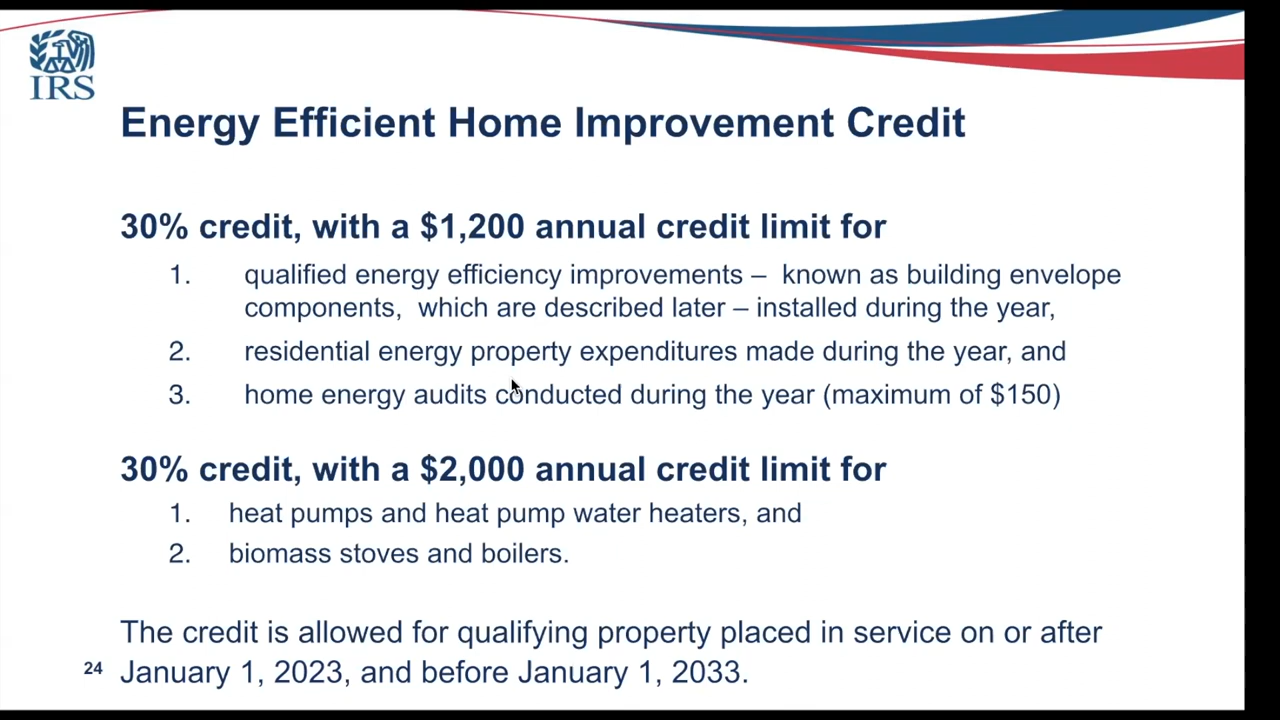 IRS
Energy Efficient Home Improvement Credit
30% credit, with a $1,200 annual credit limit for
1. qualified energy efficiency improvements – known as building envelope
components, which are described later – installed during the year,
2. residential energy property expenditures made during the year, and
3. home energy audits conducted during the year (maximum of $150)
30% credit, with a $2,000 annual credit limit for
1. heat pumps and heat pump water heaters, and
2. biomass stoves and boilers.
The credit is allowed for qualifying property placed in service on or after
24 January 1, 2023, and before January 1, 2033.